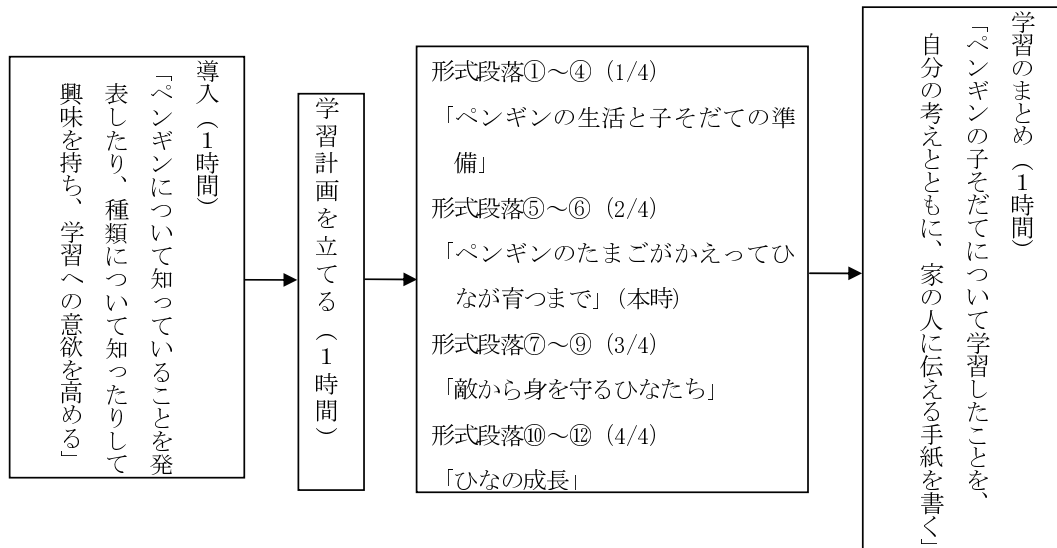 導入（１時間）
「ペンギンについて知っていることを発
表したり、種類について知ったりして
興味を持ち、学習への意欲を高める」
学習計画を立てる（１時間）
形式段落①～④（1/4）
「ペンギンの生活と子そだての準
備」
形式段落⑤～⑥（2/4）
「ペンギンのたまごがかえってひ
なが育つまで」（本時）
形式段落⑦～⑨（3/4）
「敵から身を守るひなたち」
形式段落⑩～⑫（4/4）
「ひなの成長」
学習のまとめ（１時間）
「ペンギンの子そだてについて学習したことを、
自分の考えとともに、家の人に伝える手紙を書く」